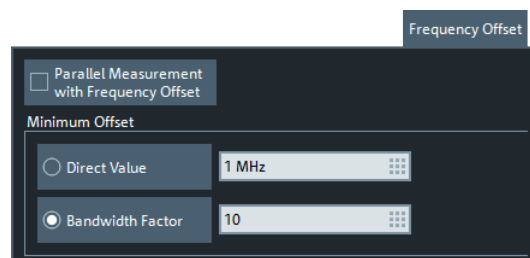 Frequency Offset
Parallel Measurement
with Frequency Offset
Minimum Offset
Direct Value 1 MHz
Bandwidth Factor 10